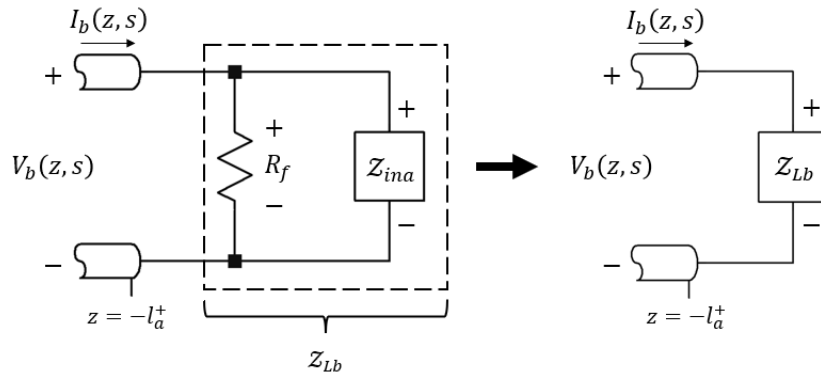 I_b(z, s)
I_b(z, s)
+
+
+
+
+
V_b(z, s)
R_f
Z_ina
V_b(z, s)
Z_Lb
−
−
−
−
−
z = −l_a^+
z = −l_a^+
Z_Lb